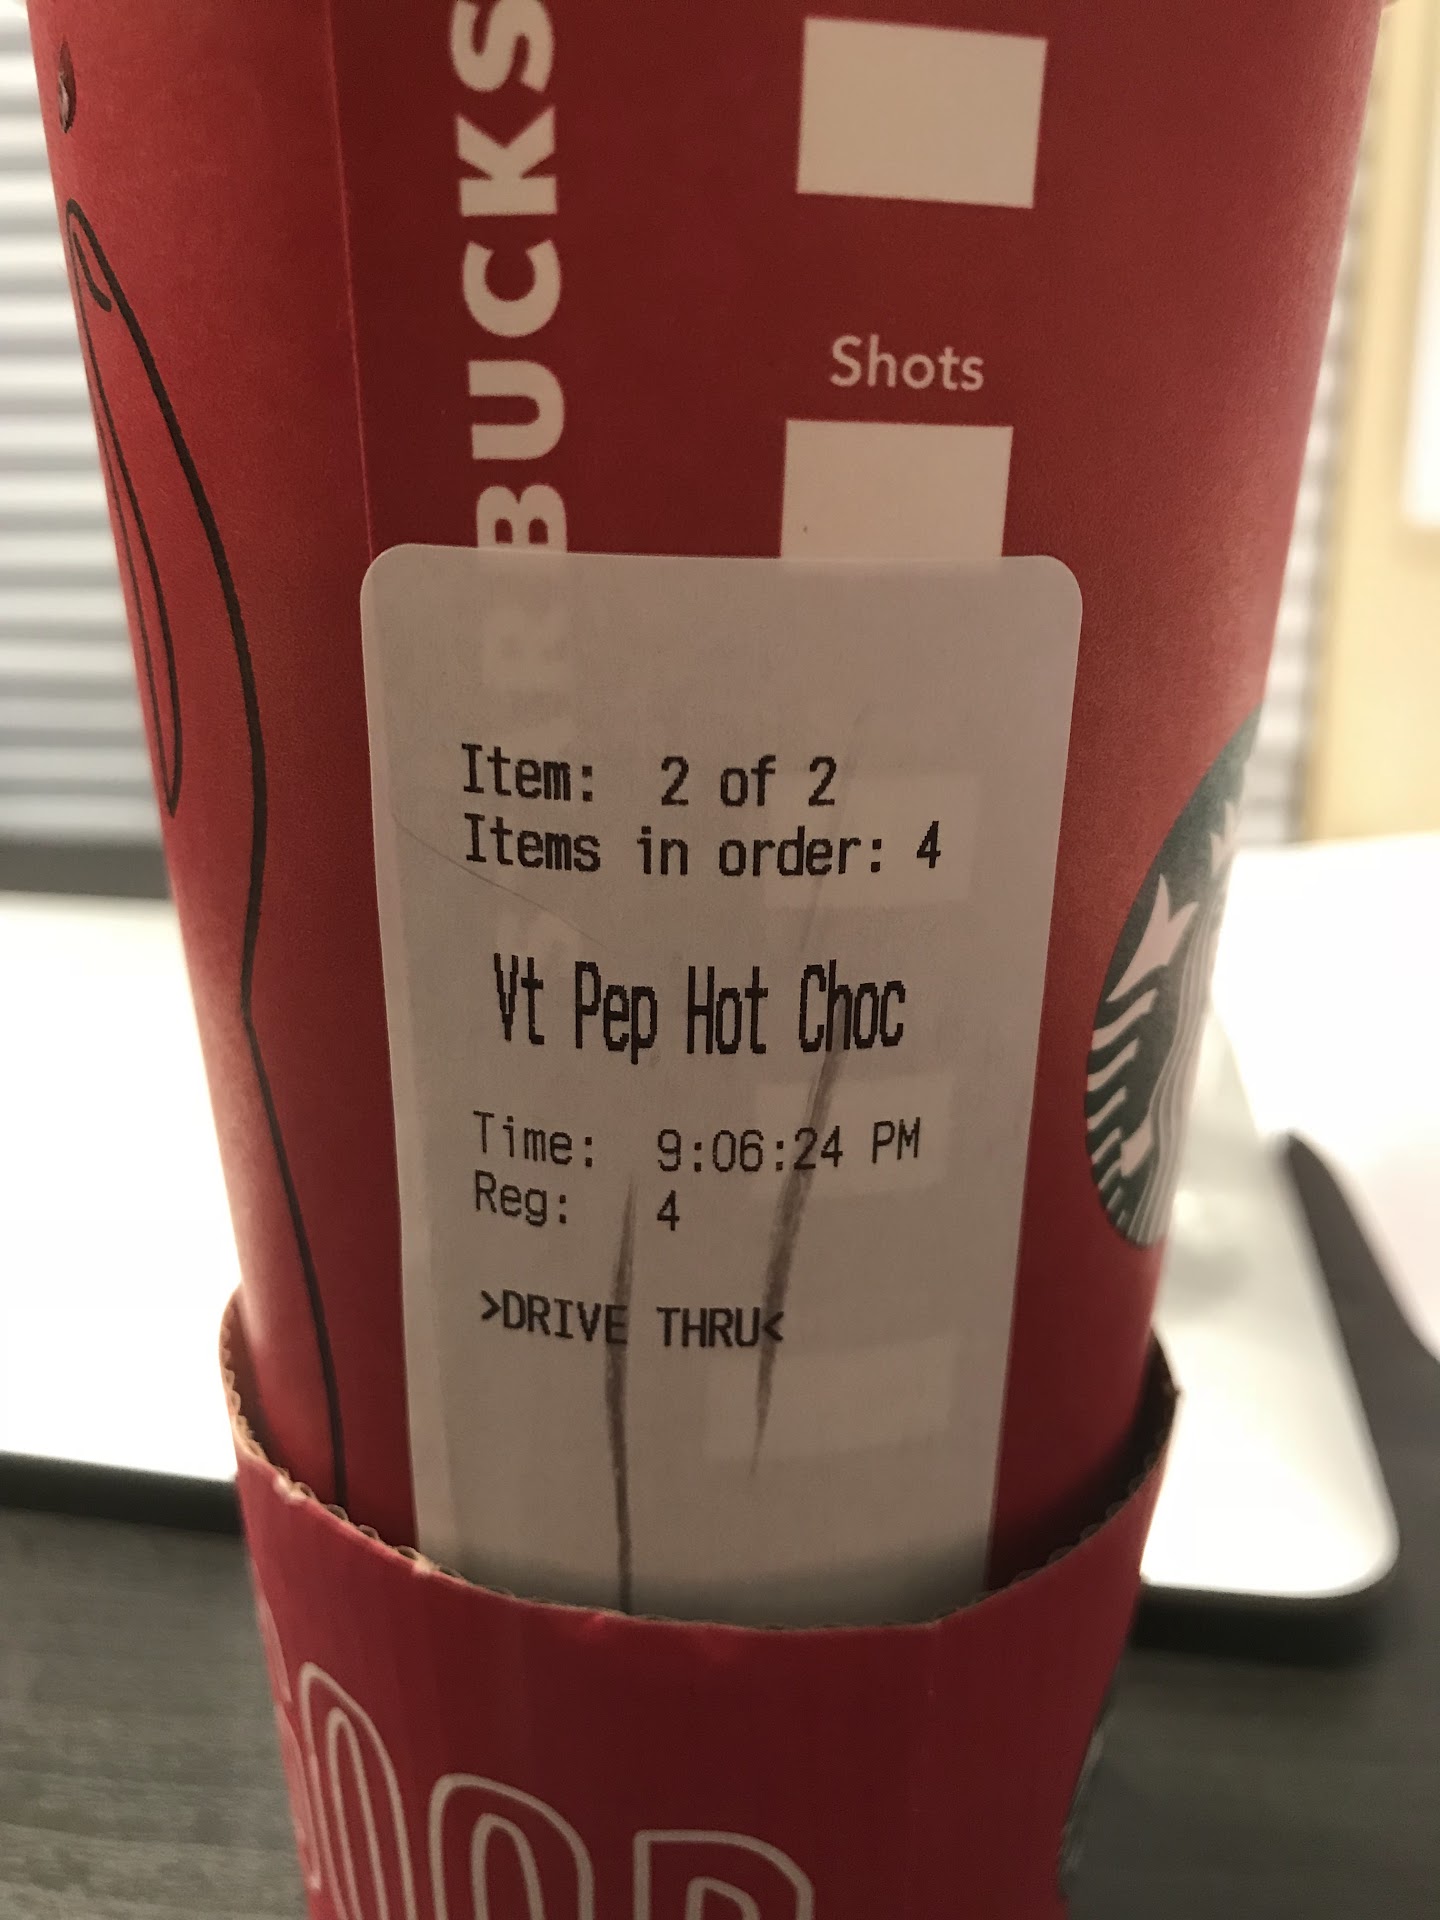 STARBUCKS
Shots
Item: 2 of 2
Items in order: 4
Vt Pep Hot Choc
Time: 9:06:24 PM
Reg: 4
>DRIVE THRU<